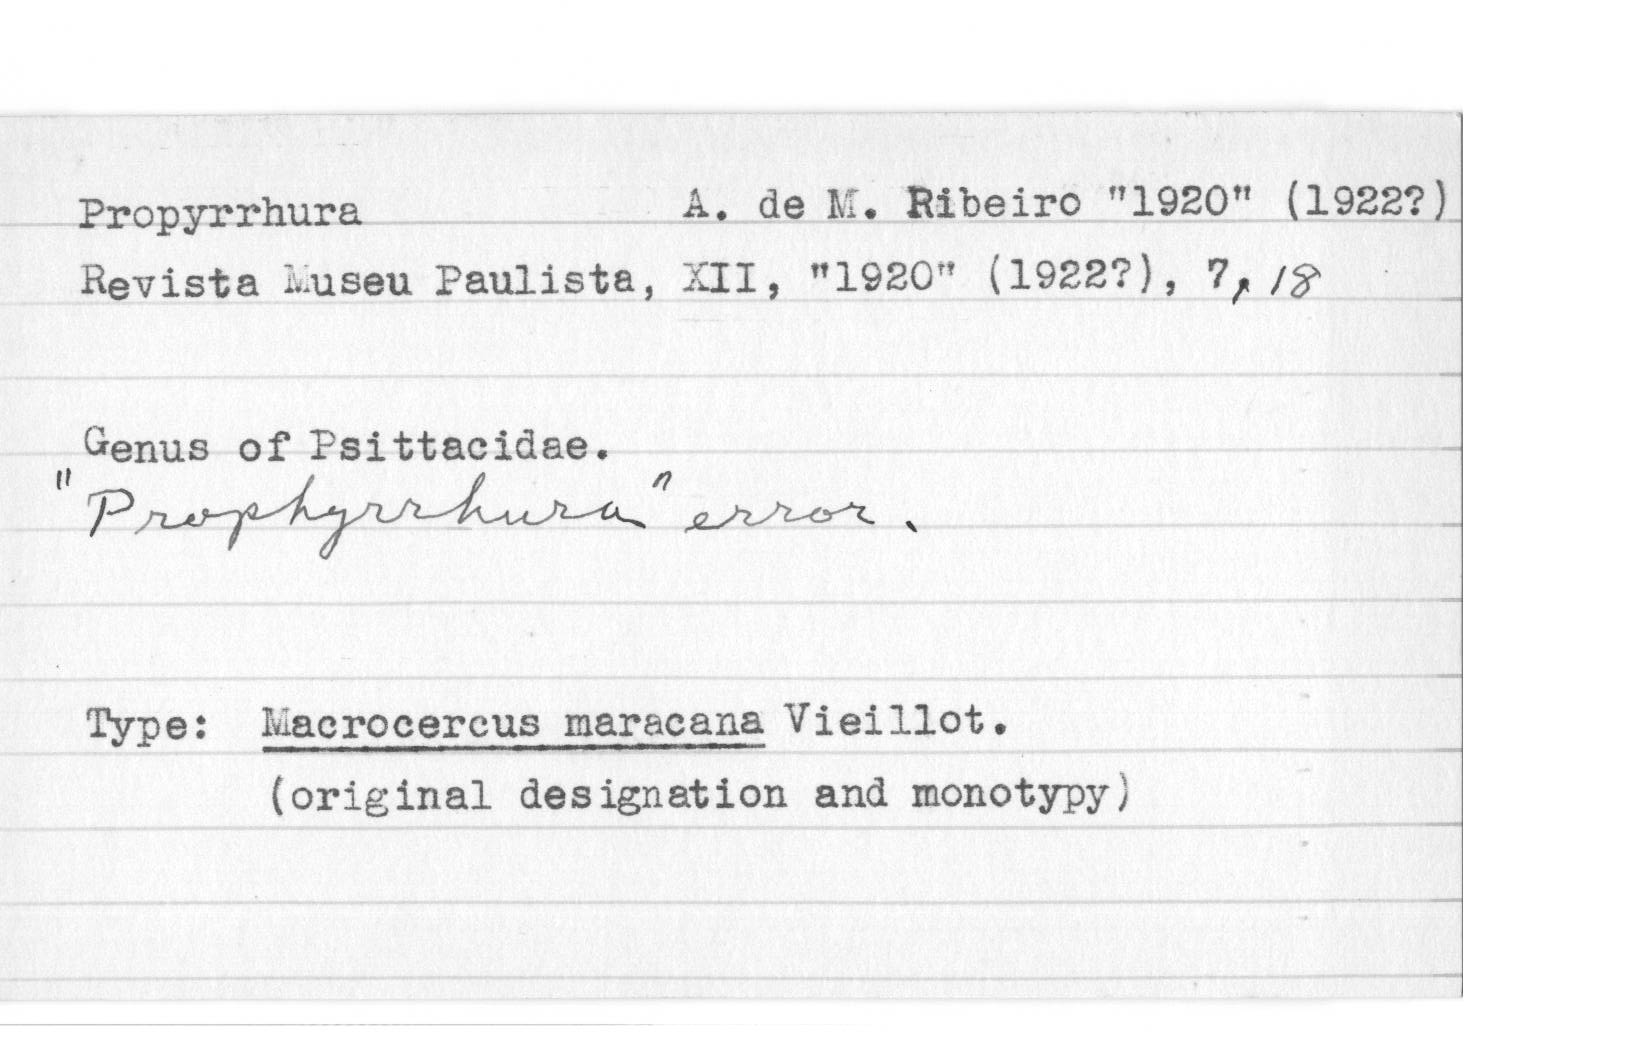 Propyrrhura A. de M. Ribeiro "1920" (1922?)
Revista Museu Paulista, XII, "1920" (1922?), 7, 18
Genus of Psittacidae.
"Prophyrrhura" error.
Type: Macrocercus maracana Vieillot.
(original designation and monotypy)